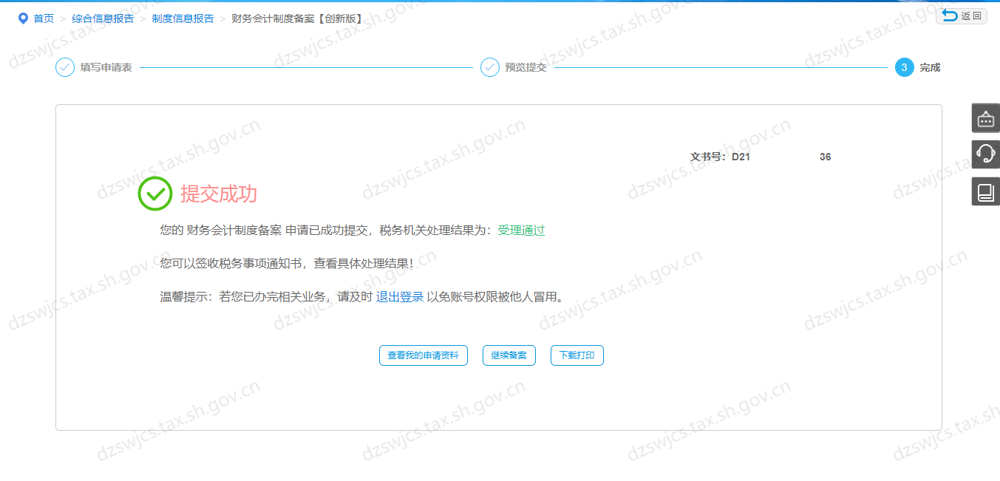 首页 > 综合信息报告 > 制度信息报告 > 财务会计制度备案【创新版】
返回
填写申请表
预览提交
3 完成
文书号：D21 36
提交成功
您的 财务会计制度备案 申请已成功提交，税务机关处理结果为：受理通过
您可以签收税务事项通知书，查看具体处理结果！
温馨提示：若您已办完相关业务，请及时 退出登录 以免账号权限被他人冒用。
查看我的申请资料 继续备案 下载打印
dzswjcs.tax.sh.gov.cn